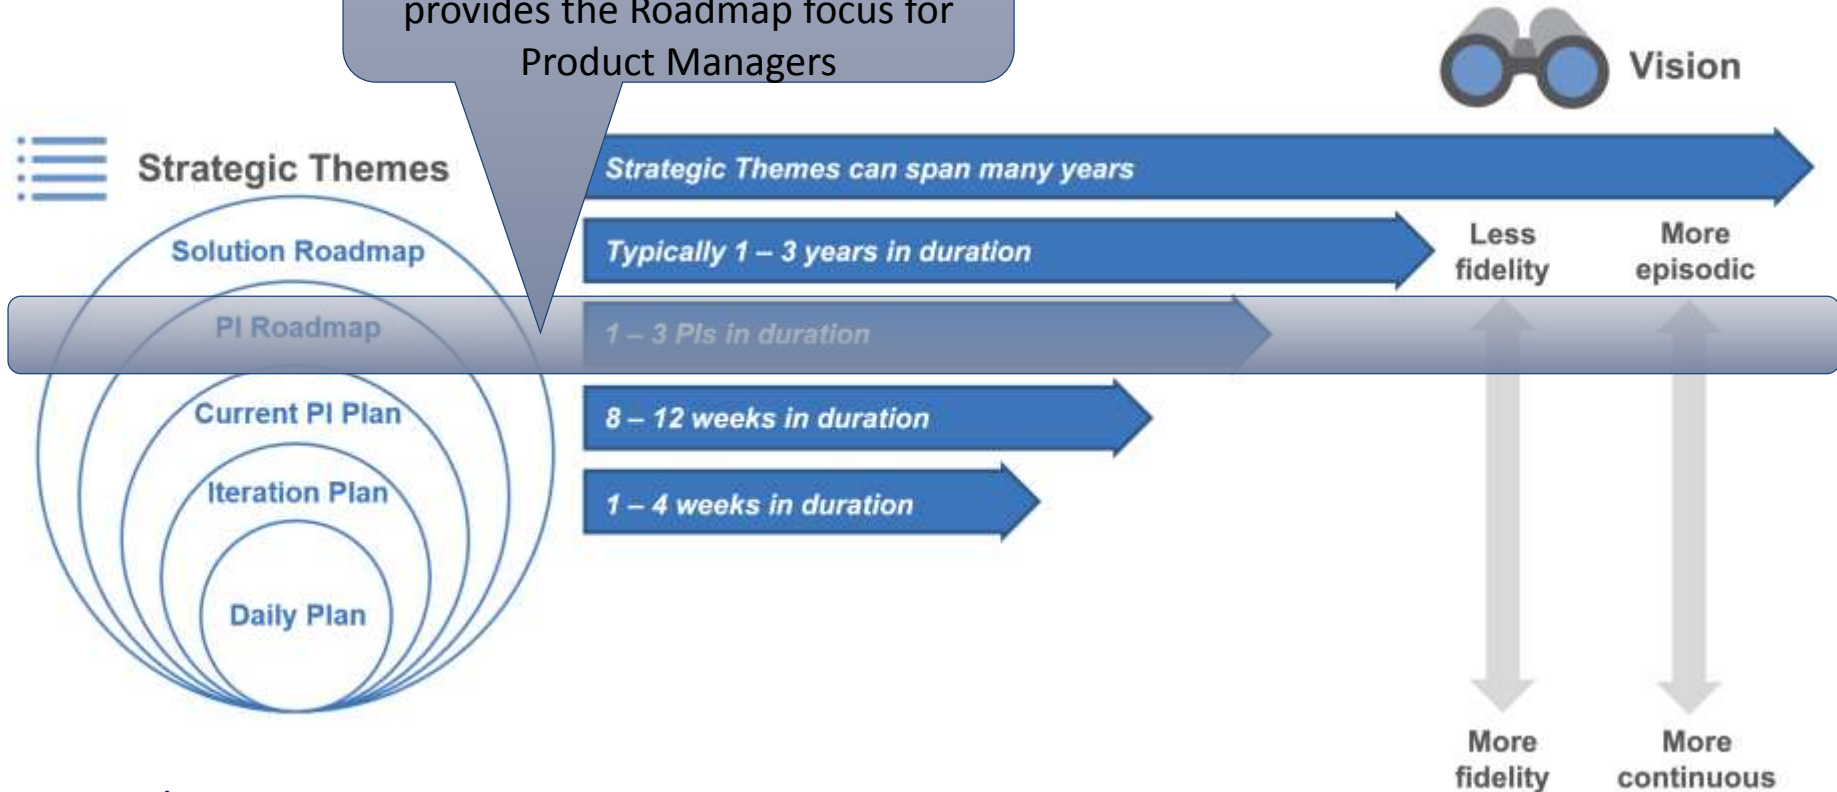 provides the Roadmap focus for
Product Managers
Vision
Strategic Themes
Strategic Themes can span many years
Solution Roadmap
Typically 1 – 3 years in duration
Less
fidelity
More
episodic
PI Roadmap
1 – 3 PIs in duration
Current PI Plan
8 – 12 weeks in duration
Iteration Plan
1 – 4 weeks in duration
Daily Plan
More
fidelity
More
continuous